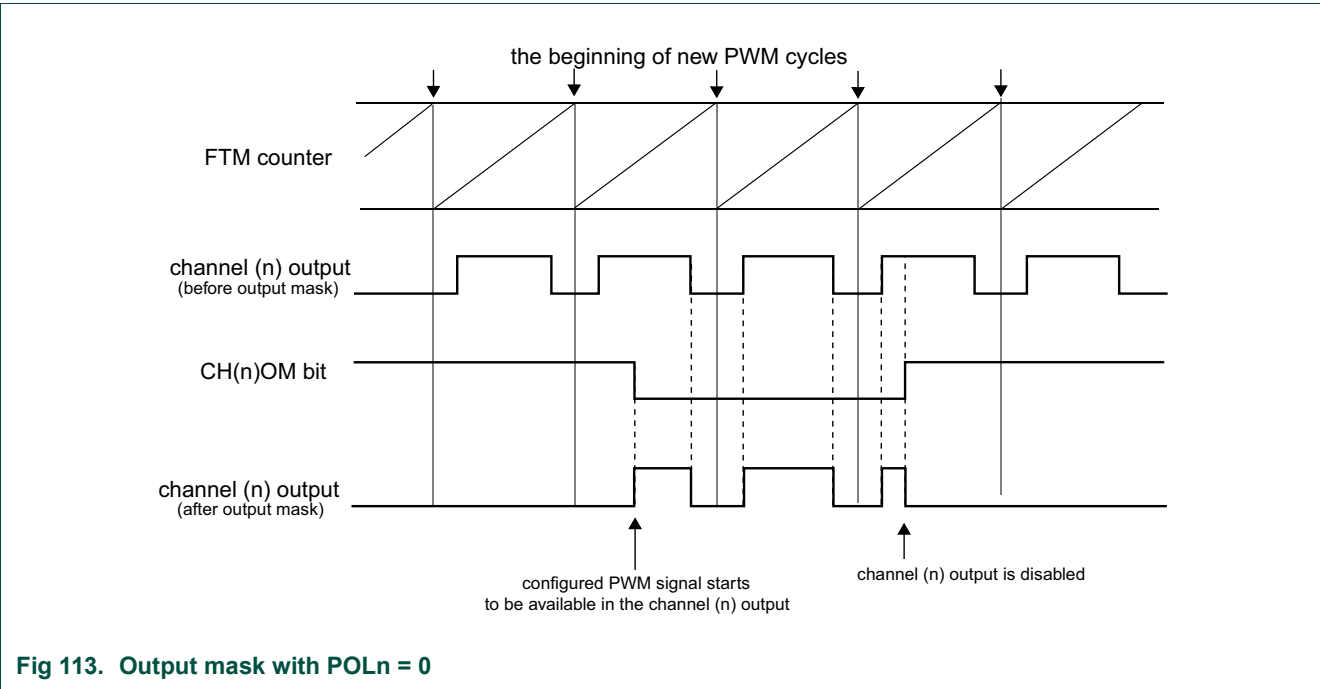 the beginning of new PWM cycles
FTM counter
channel (n) output
(before output mask)
CH(n)OM bit
channel (n) output
(after output mask)
configured PWM signal starts
to be available in the channel (n) output
channel (n) output is disabled
Fig 113. Output mask with POLn = 0